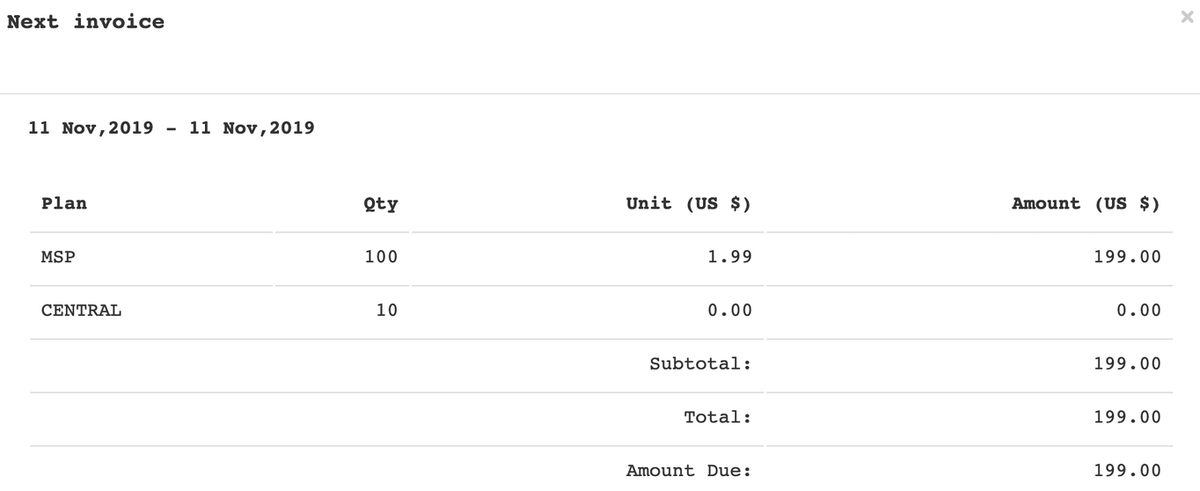 Next invoice ×
11 Nov,2019 - 11 Nov,2019
Plan Qty Unit (US $) Amount (US $)
MSP 100 1.99 199.00
CENTRAL 10 0.00 0.00
Subtotal: 199.00
Total: 199.00
Amount Due: 199.00